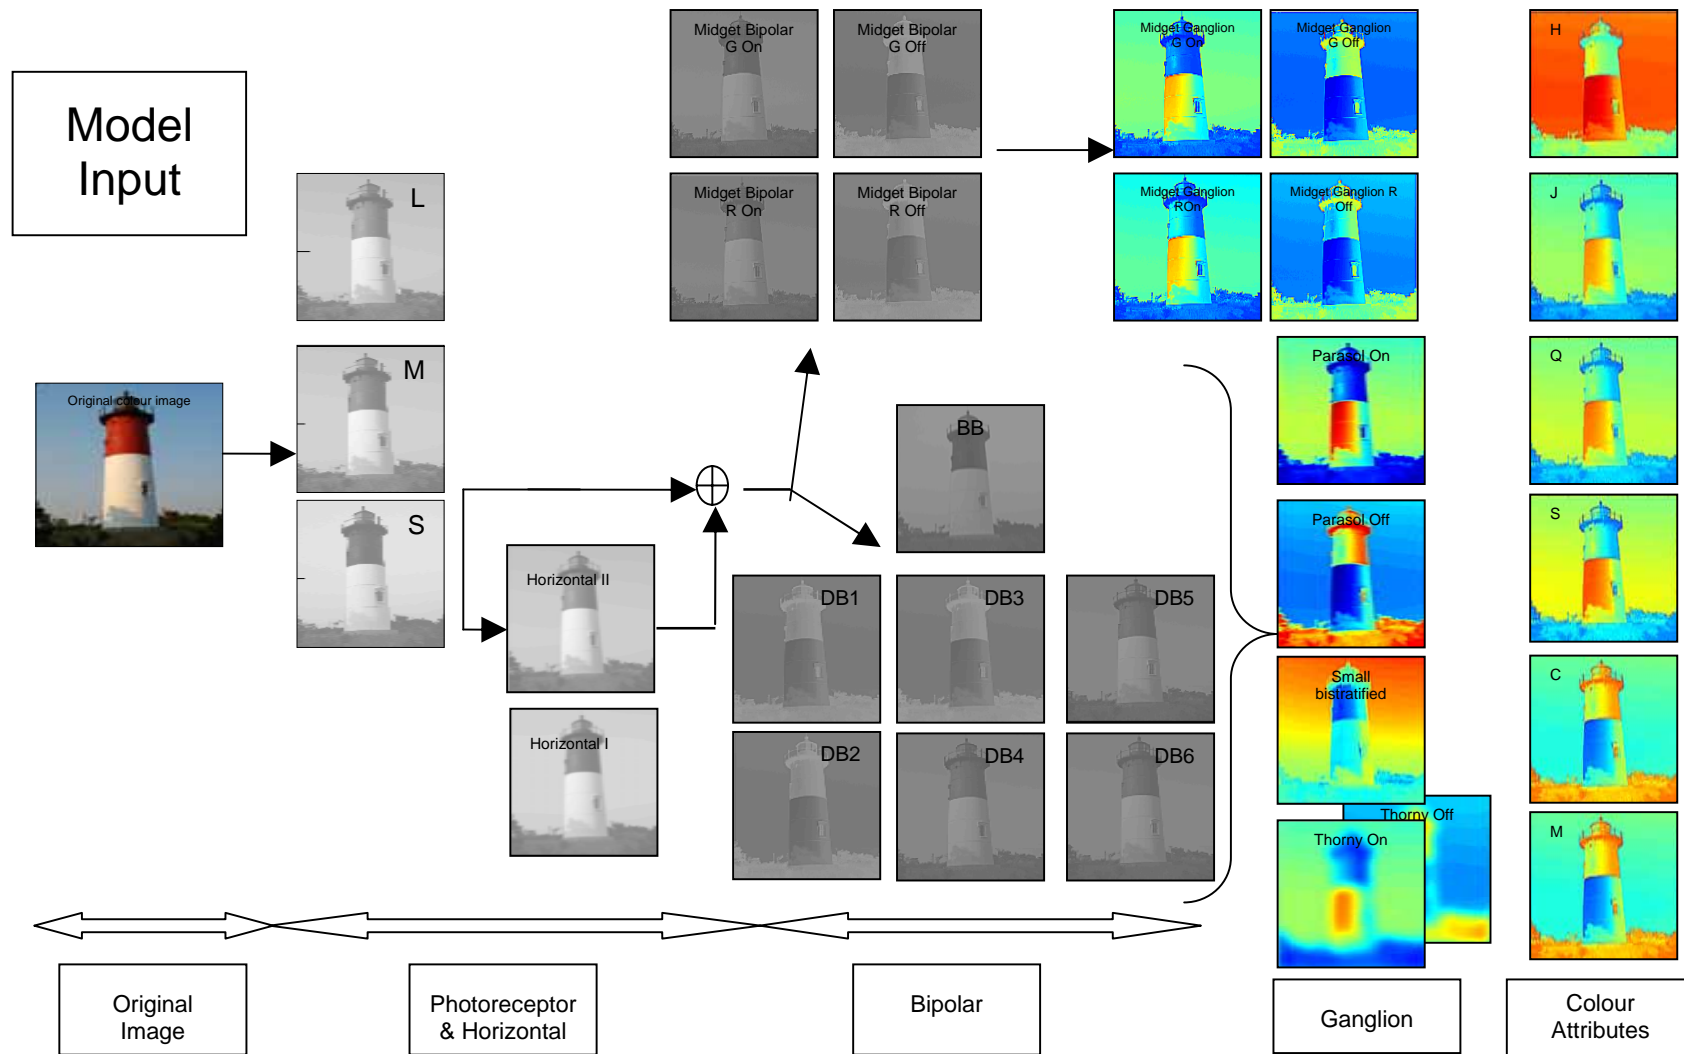 Model
Input
Original colour image
L
M
S
Horizontal II
Horizontal I
Midget Bipolar
G On
Midget Bipolar
G Off
Midget Bipolar
R On
Midget Bipolar
R Off
BB
DB1
DB3
DB5
DB2
DB4
DB6
Midget Ganglion
G On
Midget Ganglion
G Off
Midget Ganglion
ROn
Midget Ganglion R
Off
Parasol On
Parasol Off
Small
bistratified
Thorny Off
Thorny On
H
J
Q
S
C
M
Original
Image
Photoreceptor
& Horizontal
Bipolar
Ganglion
Colour
Attributes